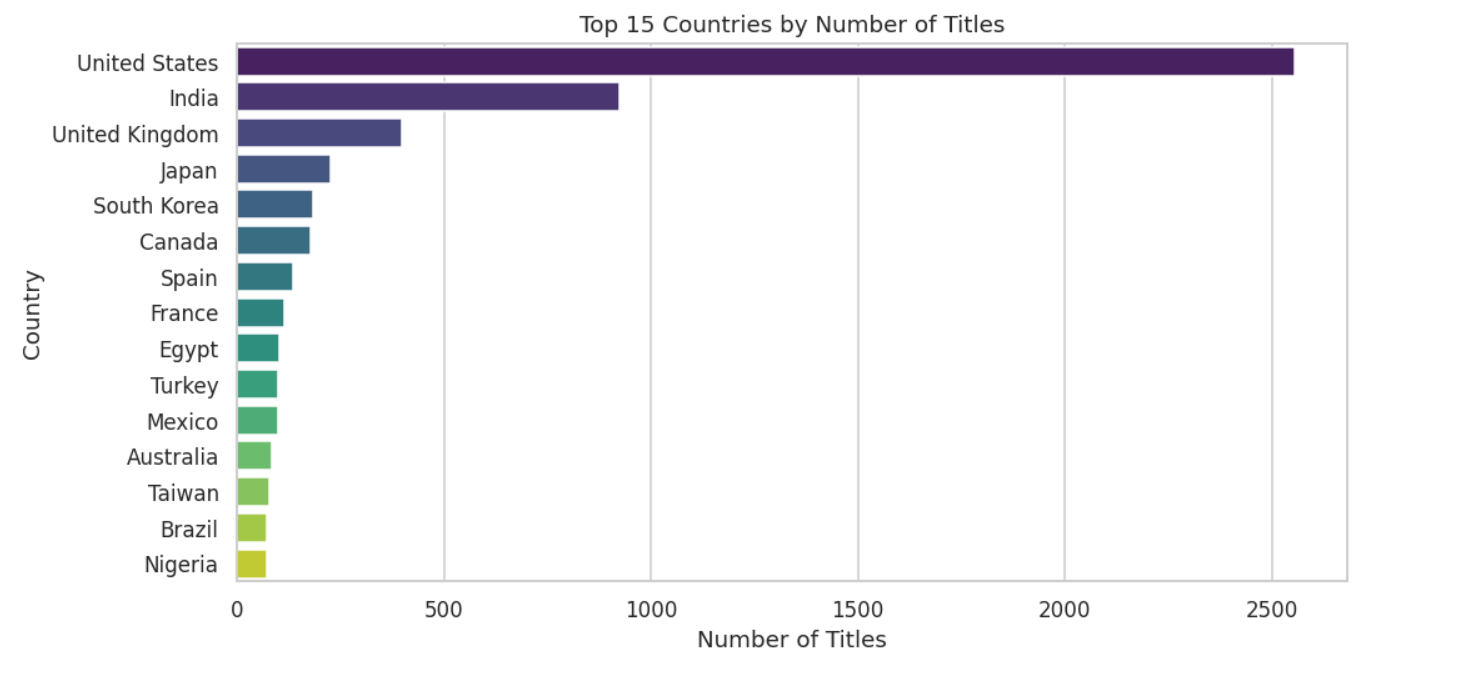 Top 15 Countries by Number of Titles
United States
India
United Kingdom
Japan
South Korea
Canada
Spain
France
Egypt
Turkey
Mexico
Australia
Taiwan
Brazil
Nigeria
Country
0 500 1000 1500 2000 2500
Number of Titles